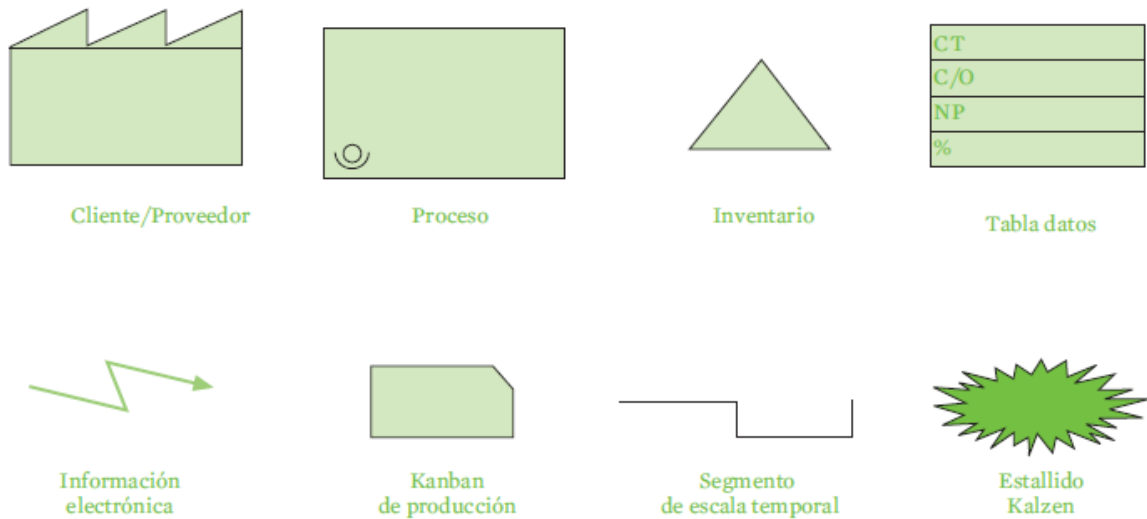 CT
C/O
NP
%
Cliente/Proveedor
Proceso
Inventario
Tabla datos
Información
electrónica
Kanban
de producción
Segmento
de escala temporal
Estallido
Kalzen